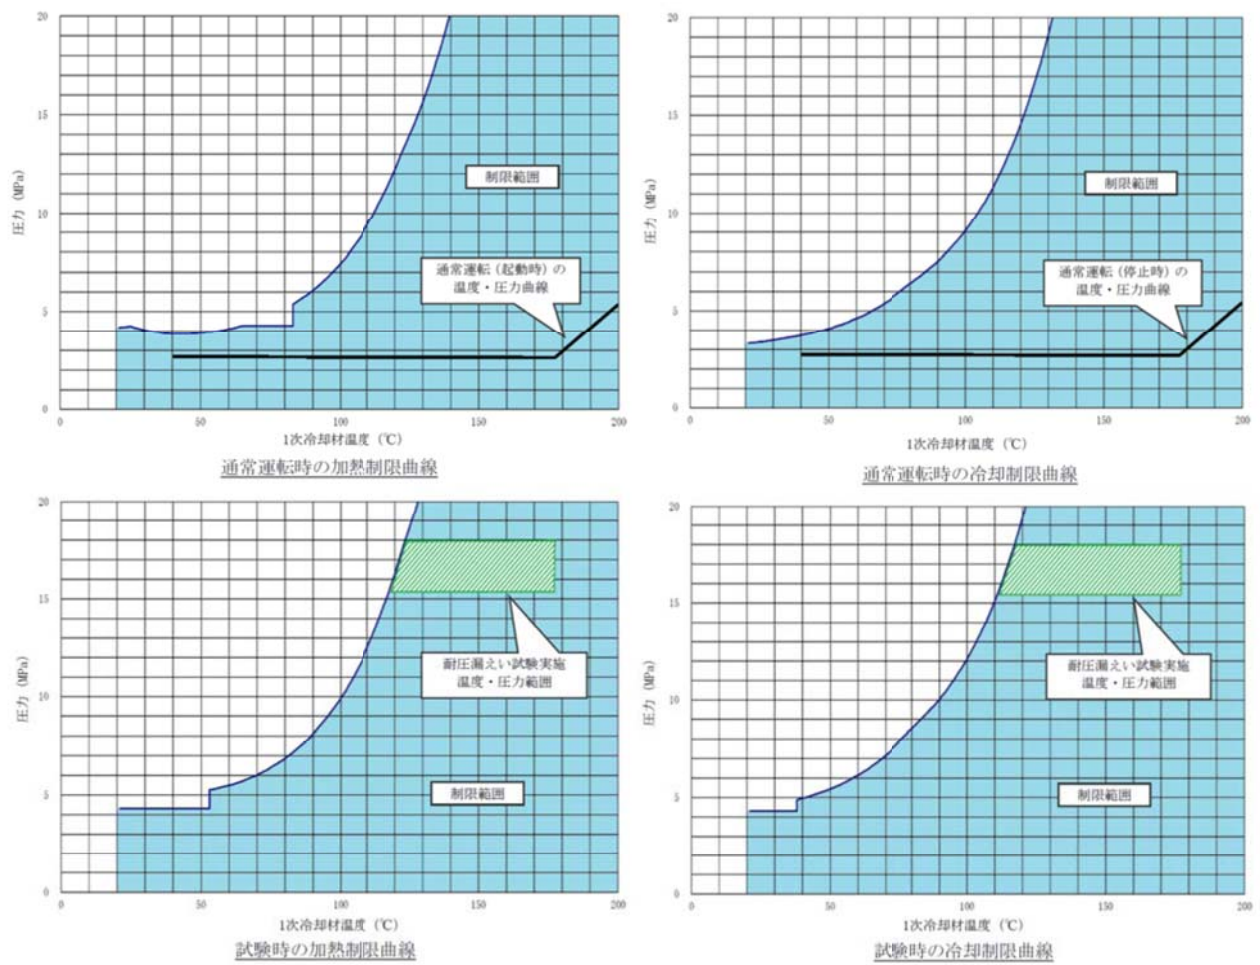 20
15
10
5
0
圧力 (MPa)
制限範囲
通常運転(起動時)の
温度・圧力曲線
0
50
100
150
200
1次冷却材温度 (℃)
通常運転時の加熱制限曲線
20
15
10
5
0
圧力 (MPa)
制限範囲
通常運転(停止時)の
温度・圧力曲線
0
50
100
150
200
1次冷却材温度 (℃)
通常運転時の冷却制限曲線
20
15
10
5
0
圧力 (MPa)
耐圧漏えい試験実施
温度・圧力範囲
制限範囲
0
50
100
150
200
1次冷却材温度 (℃)
試験時の加熱制限曲線
20
15
10
5
0
圧力 (MPa)
耐圧漏えい試験実施
温度・圧力範囲
制限範囲
0
50
100
150
200
1次冷却材温度 (℃)
試験時の冷却制限曲線